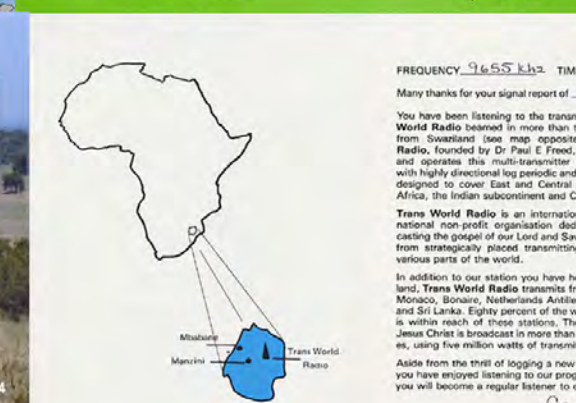 FREQUENCY 9655 khz TIM
Many thanks for your signal report of
You have been listening to the transm
World Radio beamed in more than t
from Swaziland (see map opposite
Radio, founded by Dr Paul E Freed,
and operates this multi-transmitter
with highly directional log periodic and
designed to cover East and Central
Africa, the Indian subcontinent and C
Trans World Radio is an internatio
national non-profit organisation ded
casting the gospel of our Lord and Sav
from strategically placed transmitting
various parts of the world.
In addition to our station you have he
land, Trans World Radio transmits fr
Monaco, Bonaire, Netherlands Antille
and Sri Lanka. Eighty percent of the w
is within reach of these stations. Th
Jesus Christ is broadcast in more than
es, using five million watts of transmit
Aside from the thrill of logging a new
you have enjoyed listening to our prog
you will become a regular listener to o
Mbabane
Manzini
Trans World
Radio
4